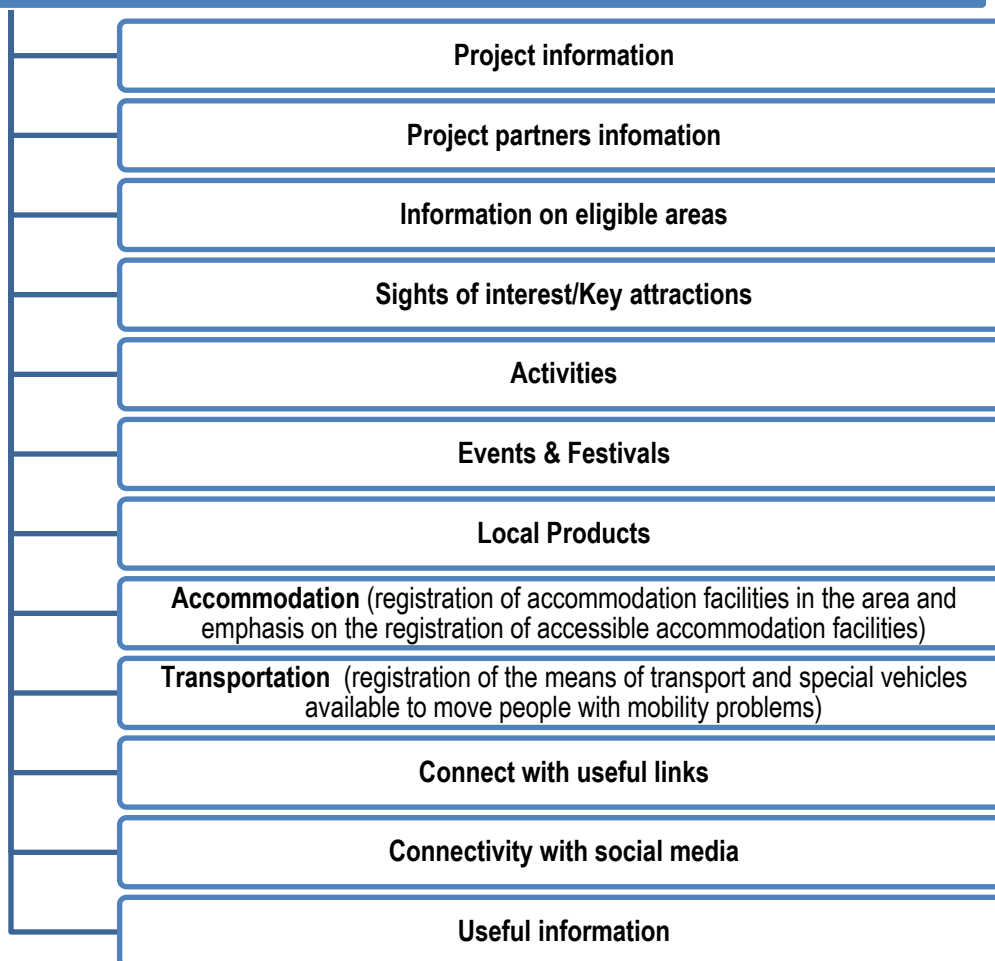 Project information
Project partners infomation
Information on eligible areas
Sights of interest/Key attractions
Activities
Events & Festivals
Local Products
Accommodation (registration of accommodation facilities in the area and
emphasis on the registration of accessible accommodation facilities)
Transportation (registration of the means of transport and special vehicles
available to move people with mobility problems)
Connect with useful links
Connectivity with social media
Useful information